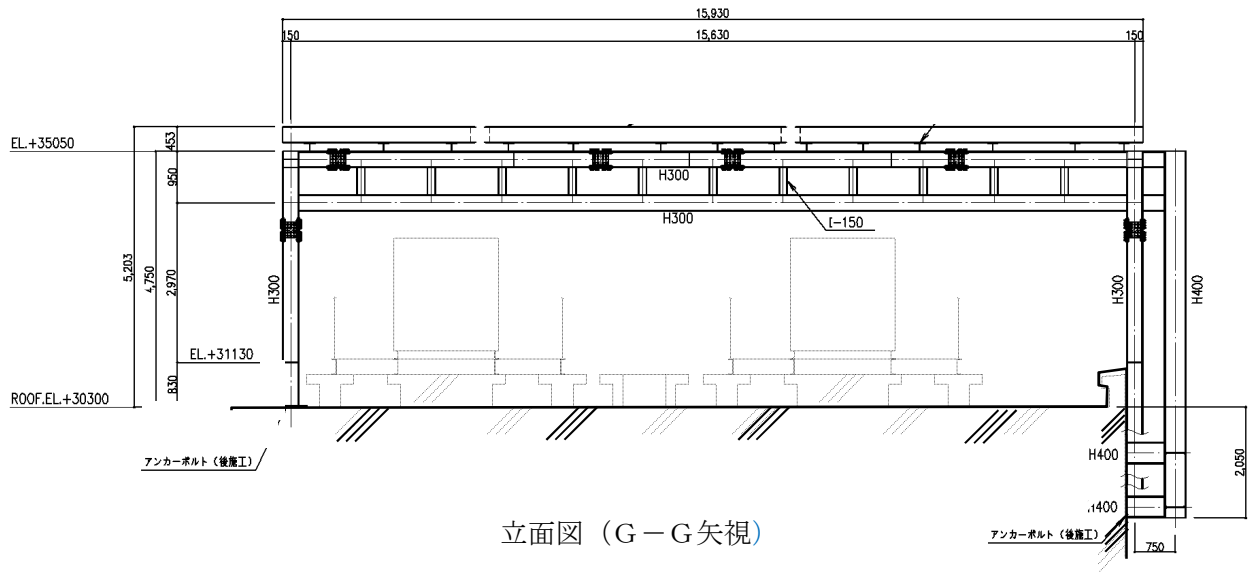 15,930
150
15,630
150
EL.+35050
453
950
5,203
4,750
2,970
830
H300
H300
[-150
H300
H300
H400
EL.+31130
ROOF.EL.+30300
アンカーボルト(後施工)
H400
H400
2,050
アンカーボルト(後施工)
750
立面図(G-G矢視)